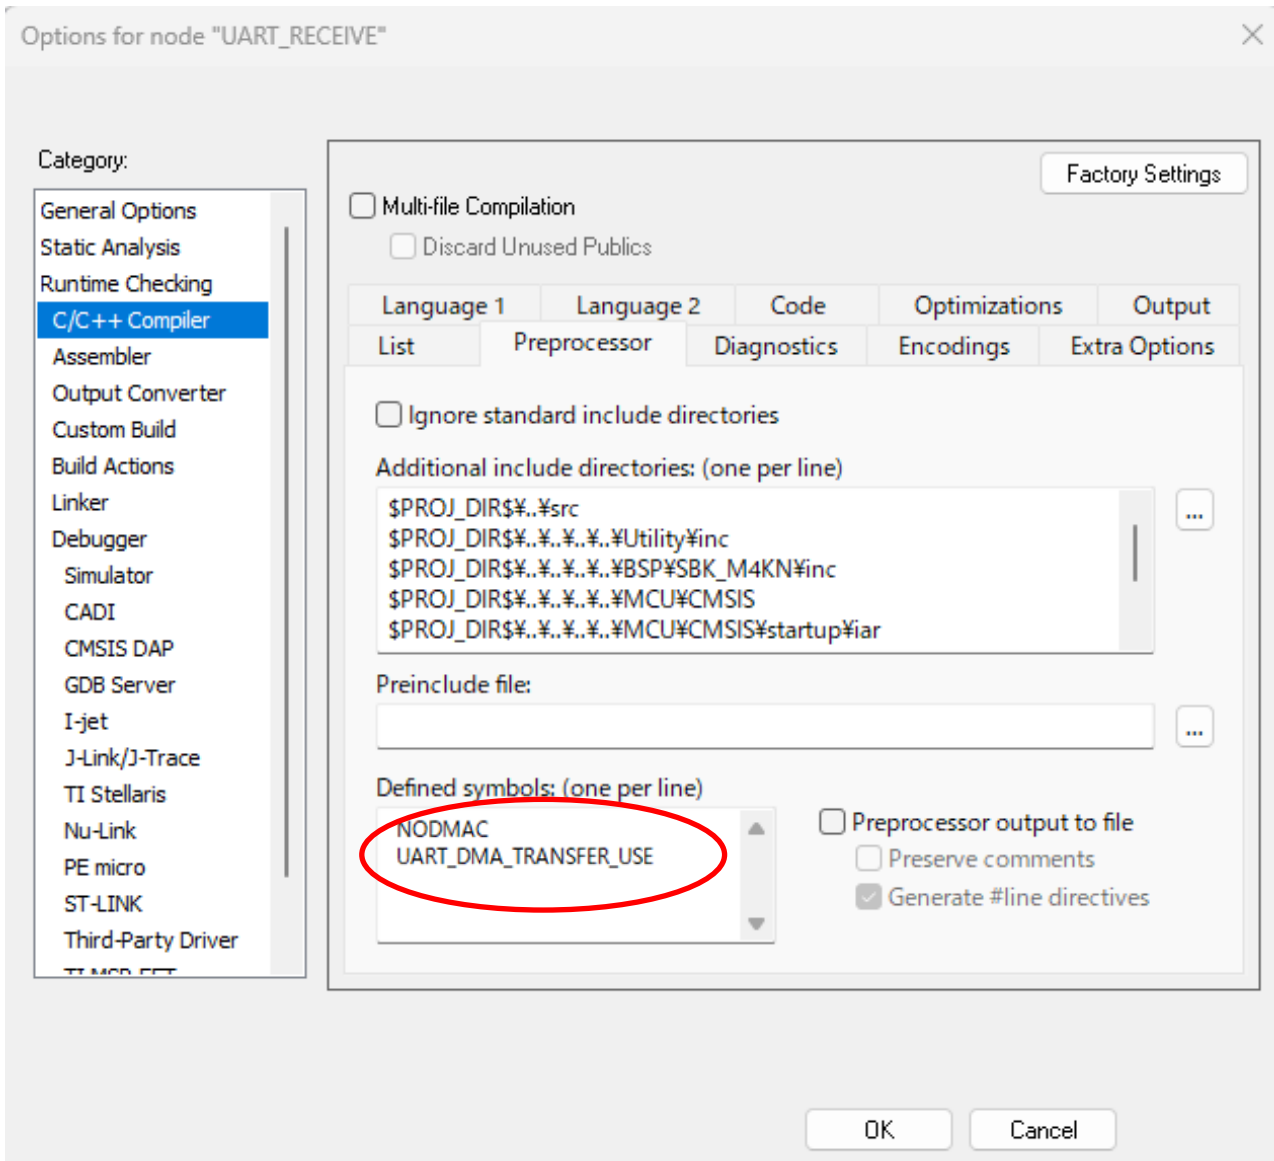 Options for node "UART_RECEIVE"
Category:
General Options
Static Analysis
Runtime Checking
C/C++ Compiler
Assembler
Output Converter
Custom Build
Build Actions
Linker
Debugger
Simulator
CADI
CMSIS DAP
GDB Server
I-jet
J-Link/J-Trace
TI Stellaris
Nu-Link
PE micro
ST-LINK
Third-Party Driver
Factory Settings
Multi-file Compilation
Discard Unused Publics
Language 1 Language 2 Code Optimizations Output
List Preprocessor Diagnostics Encodings Extra Options
Ignore standard include directories
Additional include directories: (one per line)
$PROJ_DIR$¥..¥src
$PROJ_DIR$¥..¥..¥..¥..¥Utility¥inc
$PROJ_DIR$¥..¥..¥..¥..¥BSP¥SBK_M4KN¥inc
$PROJ_DIR$¥..¥..¥..¥..¥MCU¥CMSIS
$PROJ_DIR$¥..¥..¥..¥..¥MCU¥CMSIS¥startup¥iar
...
Preinclude file:
...
Defined symbols: (one per line)
NODMAC
UART_DMA_TRANSFER_USE
Preprocessor output to file
Preserve comments
Generate #line directives
OK Cancel